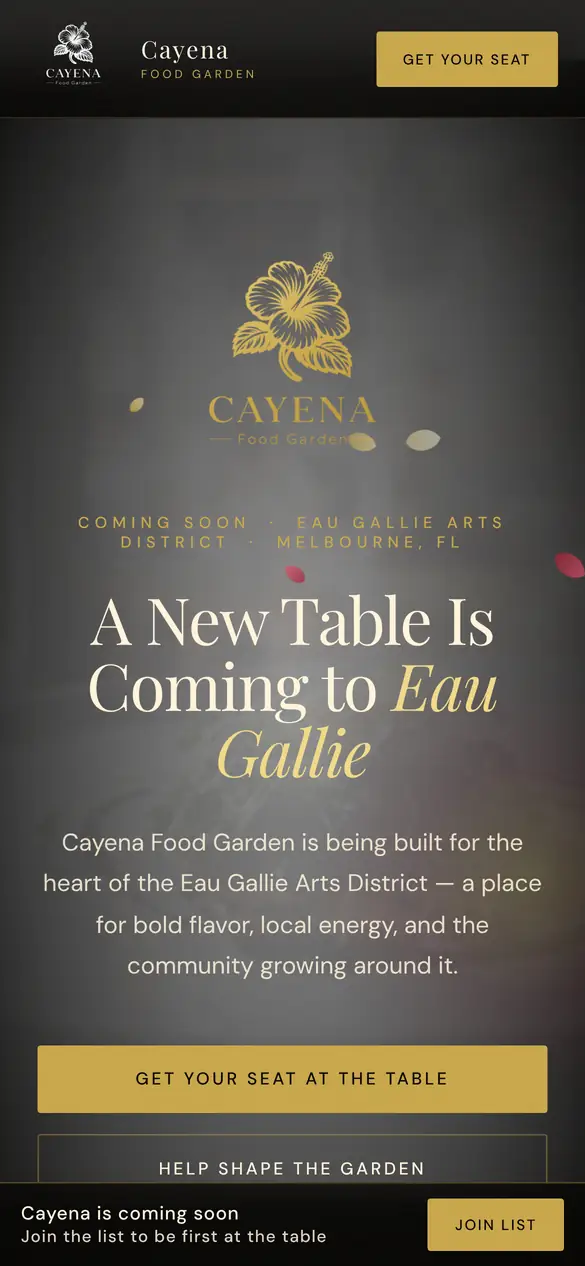 CAYENA
Food Garden
Cayena
FOOD GARDEN
GET YOUR SEAT
CAYENA
Food Garden
COMING SOON · EAU GALLIE ARTS
DISTRICT · MELBOURNE, FL
A New Table Is
Coming to Eau
Gallie
Cayena Food Garden is being built for the
heart of the Eau Gallie Arts District — a place
for bold flavor, local energy, and the
community growing around it.
GET YOUR SEAT AT THE TABLE
HELP SHAPE THE GARDEN
Cayena is coming soon
Join the list to be first at the table
JOIN LIST